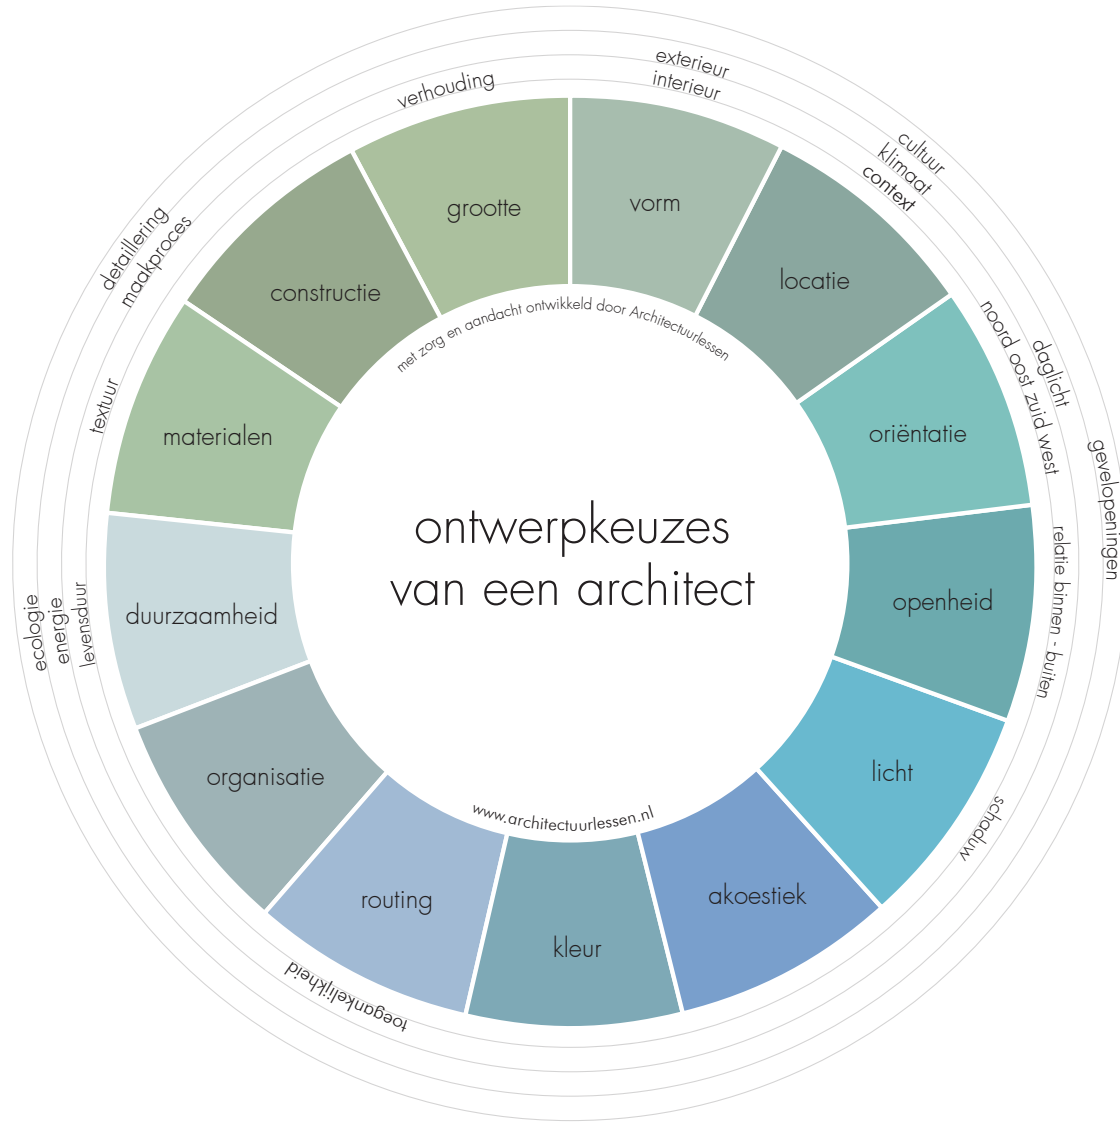 ontwerpkeuzes
van een architect
met zorg en aandacht ontwikkeld door Architectuurlessen
www.architectuurlessen.nl
vorm
exterieur
interieur
locatie
cultuur
klimaat
context
oriëntatie
noord oost zuid west
daglicht
openheid
gevelopeningen
relatie binnen - buiten
licht
schaduw
akoestiek
kleur
routing
toegankelijkheid
organisatie
duurzaamheid
ecologie
energie
levensduur
materialen
textuur
constructie
detaillering
maakproces
grootte
verhouding